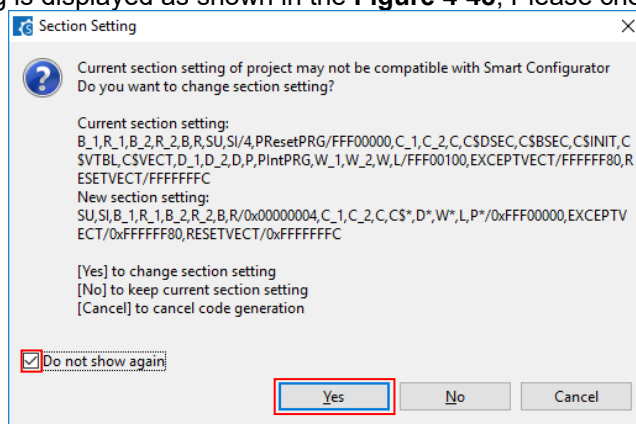 g is displayed as shown in the Figure 4-48, Please che
Section Setting
Current section setting of project may not be compatible with Smart Configurator
Do you want to change section setting?
Current section setting:
B_1,R_1,B_2,R_2,B,R,SU,SI/4,PResetPRG/FFF00000,C_1,C_2,C,C$DSEC,C$BSEC,C$INIT,C
$VTBL,C$VECT,D_1,D_2,D,P,PIntPRG,W_1,W_2,W,L/FFF00100,EXCEPTVECT/FFFFFF80,R
ESETVECT/FFFFFFFC
New section setting:
SU,SI,B_1,R_1,B_2,R_2,B,R/0x00000004,C_1,C_2,C,C$*,D*,W*,L,P*/0xFFF00000,EXCEPTV
ECT/0xFFFFFF80,RESETVECT/0xFFFFFFFC
[Yes] to change section setting
[No] to keep current section setting
[Cancel] to cancel code generation
Do not show again
Yes No Cancel